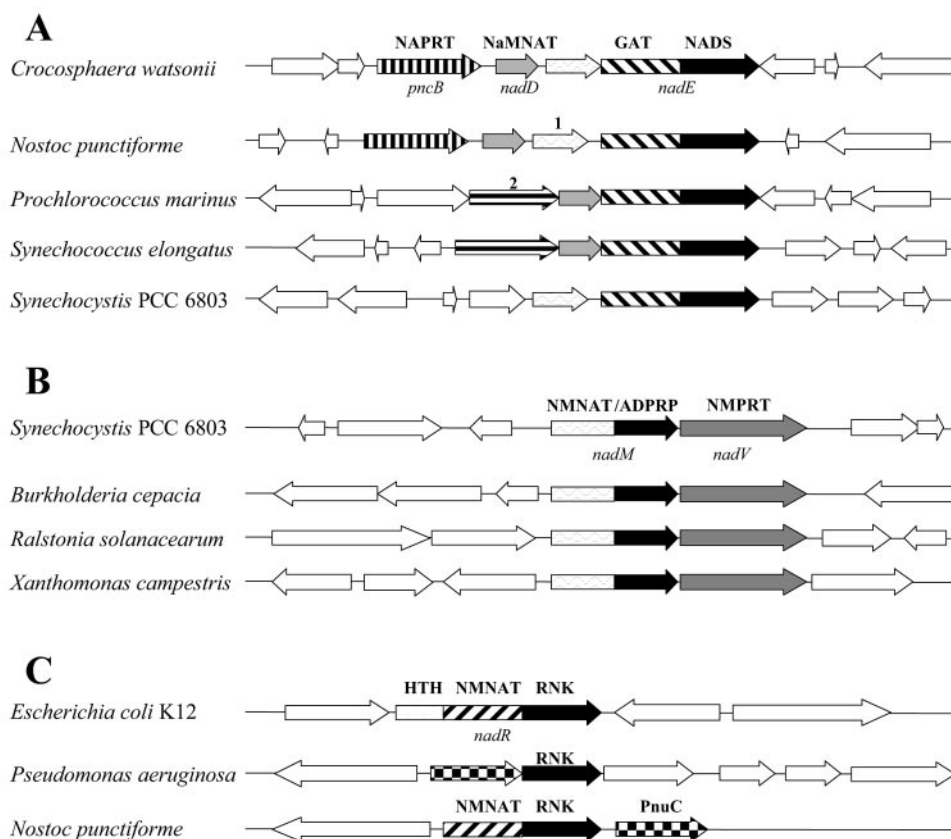 A
NAPRT NaMNAT GAT NADS
Crocosphaera watsonii
pncB nadD nadE
1
Nostoc punctiforme
2
Prochlorococcus marinus
Synechococcus elongatus
Synechocystis PCC 6803
B
NMNAT/ADPRP NMPRT
Synechocystis PCC 6803
nadM nadV
Burkholderia cepacia
Ralstonia solanacearum
Xanthomonas campestris
C
HTH NMNAT RNK
Escherichia coli K12
nadR
RNK
Pseudomonas aeruginosa
NMNAT RNK PnuC
Nostoc punctiforme